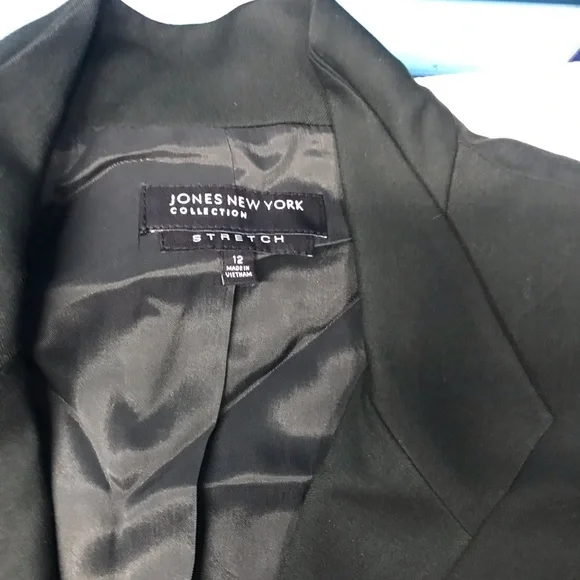 JONES NEW YORK
COLLECTION
STRETCH
12
MADE IN
VIETNAM